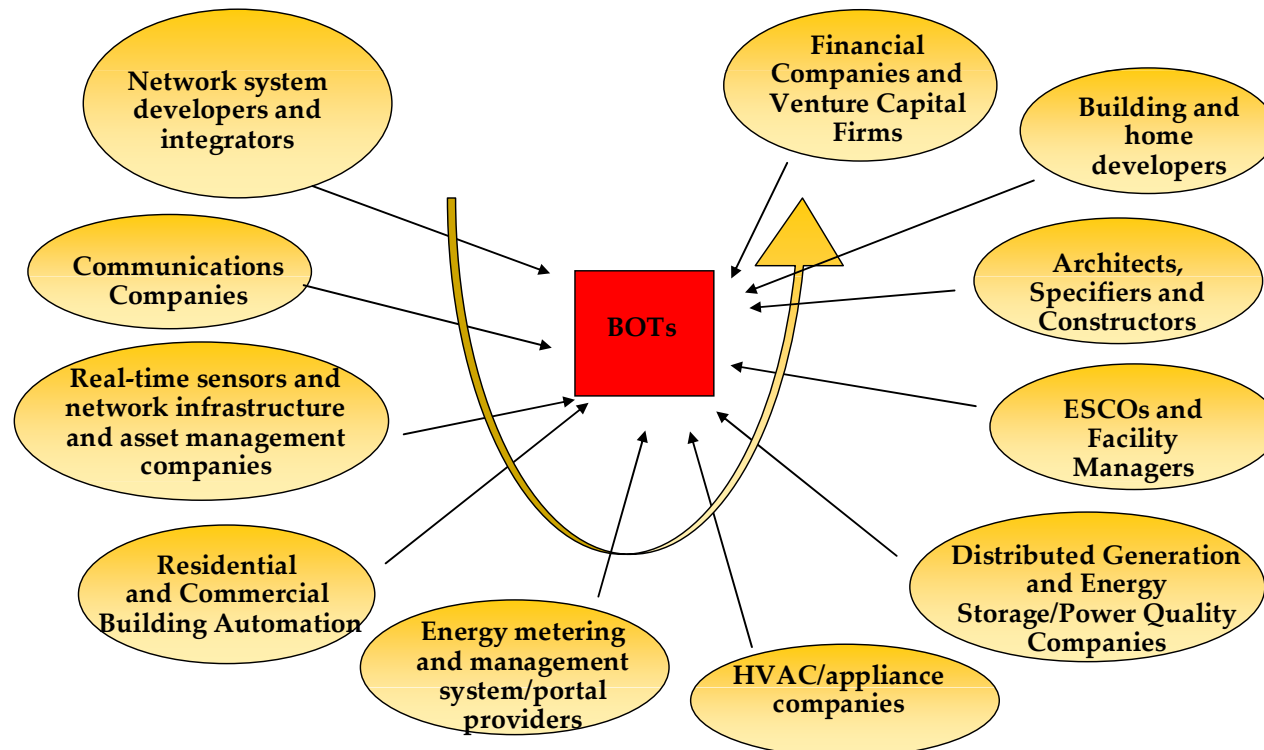 Network system
developers and
integrators
Financial
Companies and
Venture Capital
Firms
Building and
home
developers
Communications
Companies
BOTs
Architects,
Specifiers and
Constructors
Real-time sensors and
network infrastructure
and asset management
companies
ESCOs and
Facility
Managers
Residential
and Commercial
Building Automation
Energy metering
and management
system/portal
providers
HVAC/appliance
companies
Distributed Generation
and Energy
Storage/Power Quality
Companies